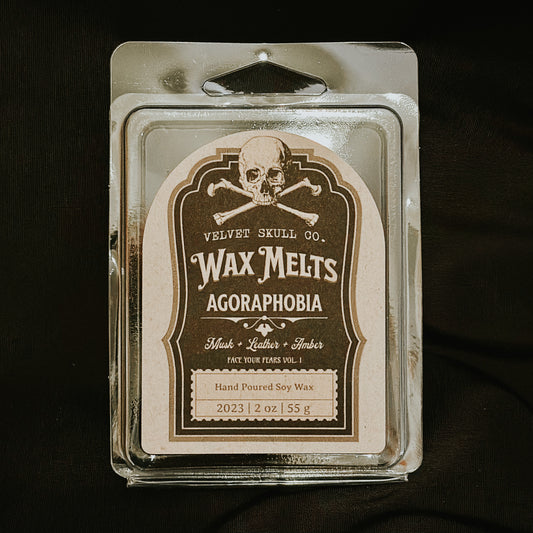 VELVET SKULL CO.
WAX MELTS
AGORAPHOBIA
Musk + Leather + Amber
FACE YOUR FEARS VOL. 1
Hand Poured Soy Wax
2023 | 2 oz | 55 g